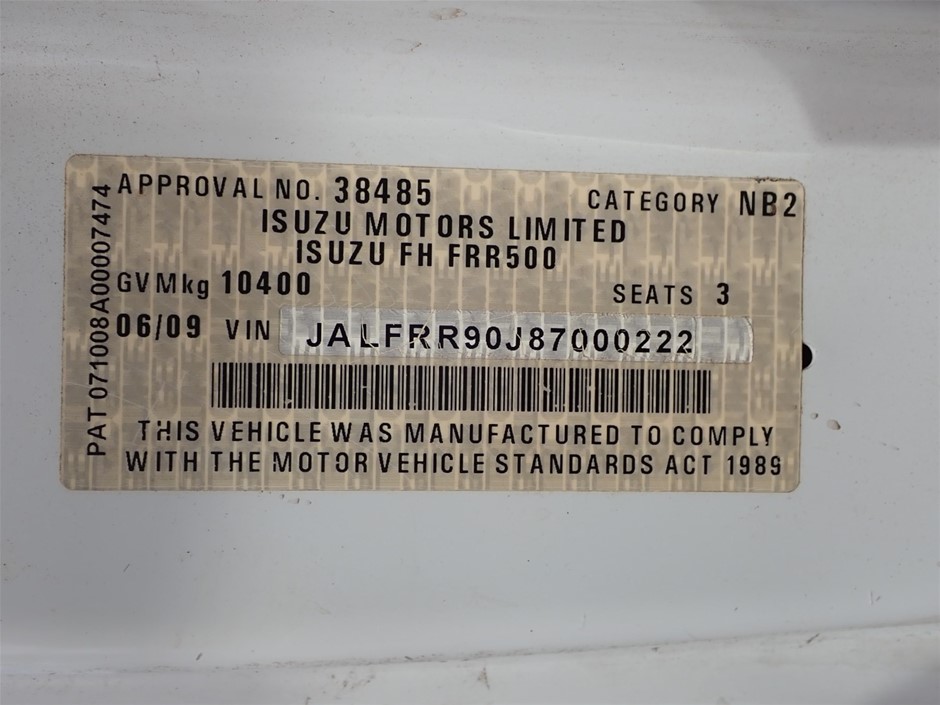 APPROVAL NO. 38485 CATEGORY NB2
ISUZU MOTORS LIMITED
ISUZU FH FRR500
GVMkg 10400 SEATS 3
06/09 VIN JALFRR90J87000222
THIS VEHICLE WAS MANUFACTURED TO COMPLY
WITH THE MOTOR VEHICLE STANDARDS ACT 1989
PAT 071008A00007474